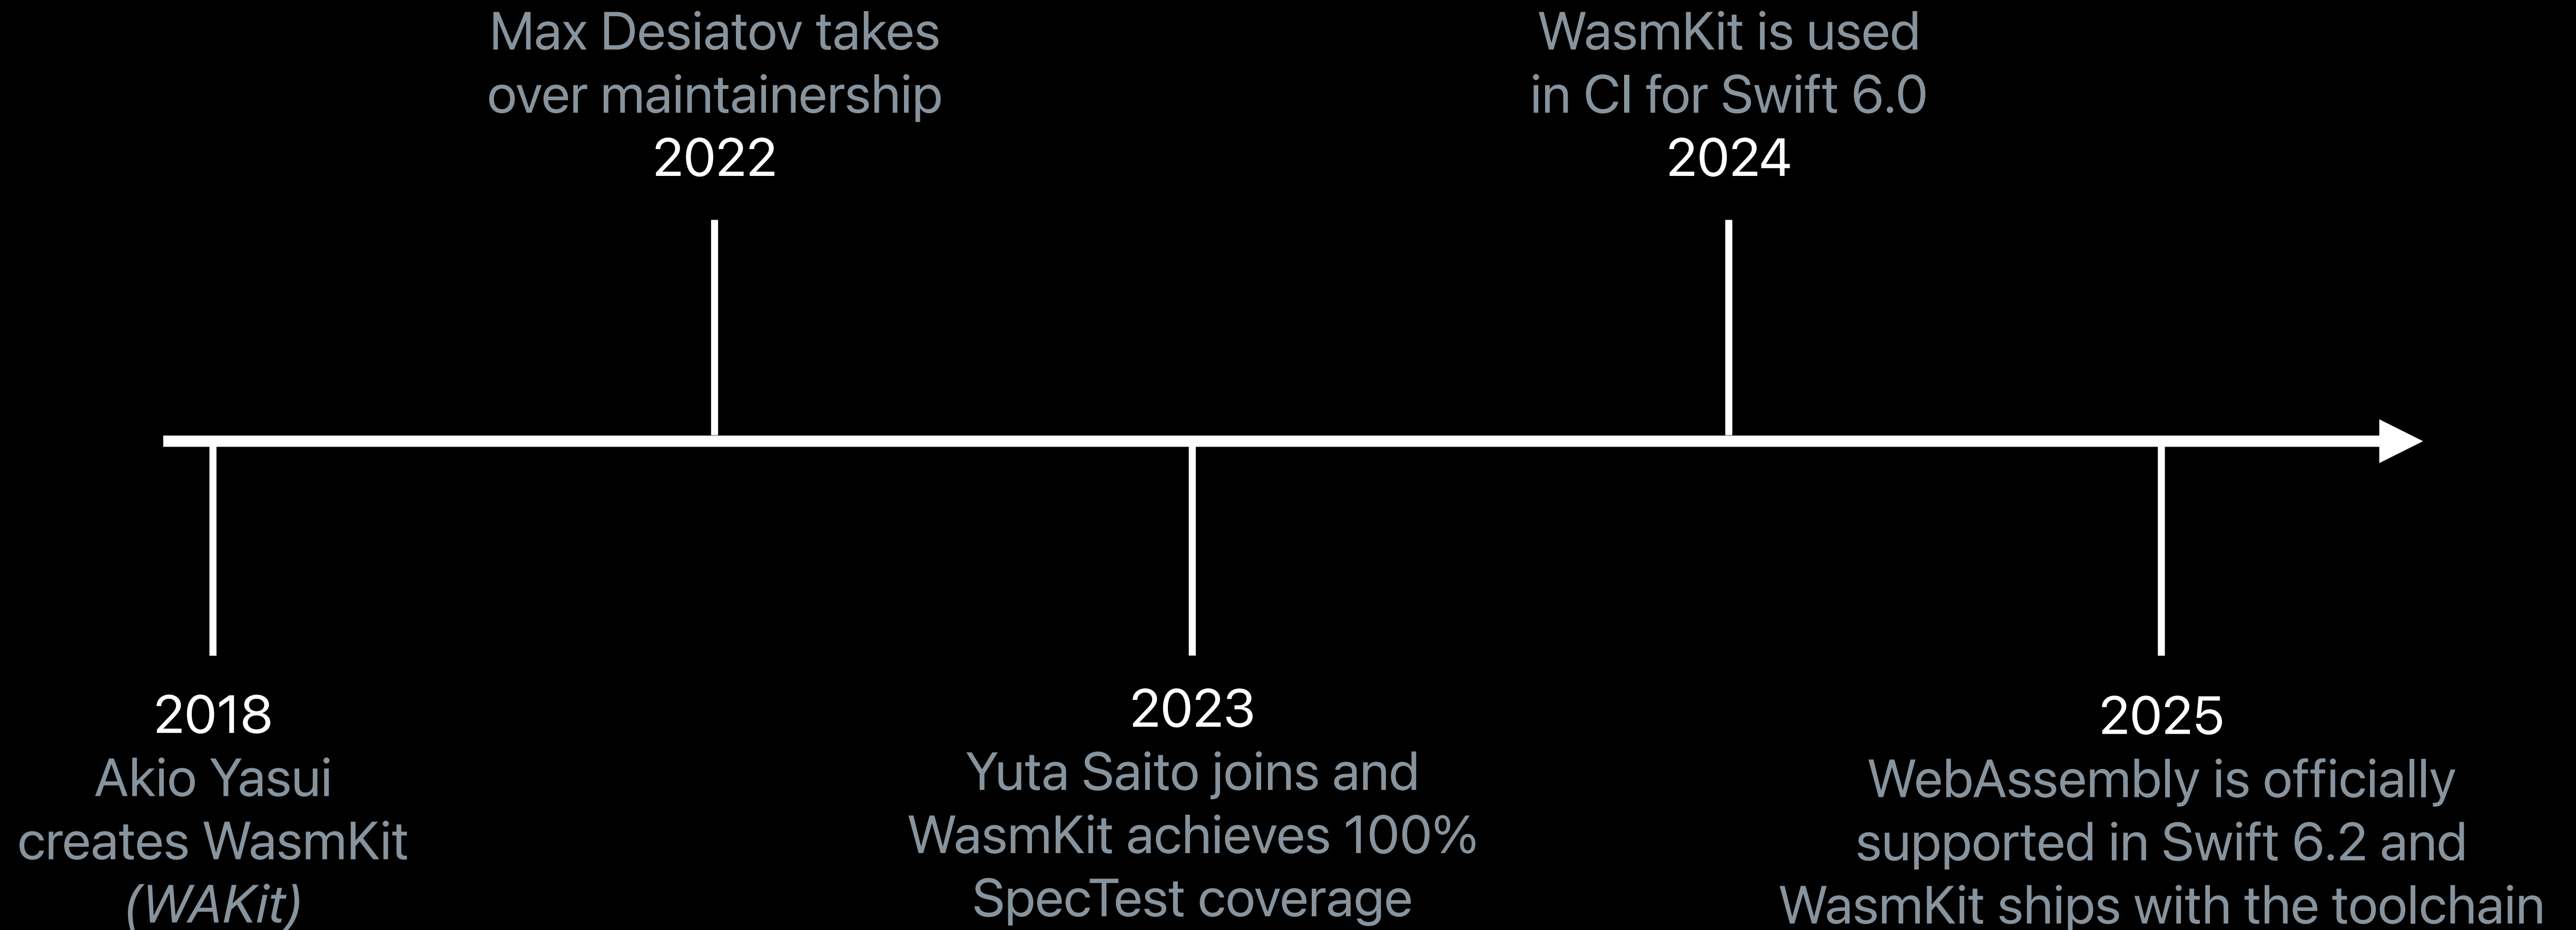 Max Desiatov takes
over maintainership
2022
WasmKit is used
in CI for Swift 6.0
2024
2018
Akio Yasui
creates WasmKit
(WAKit)
2023
Yuta Saito joins and
WasmKit achieves 100%
SpecTest coverage
2025
WebAssembly is officially
supported in Swift 6.2 and
WasmKit ships with the toolchain